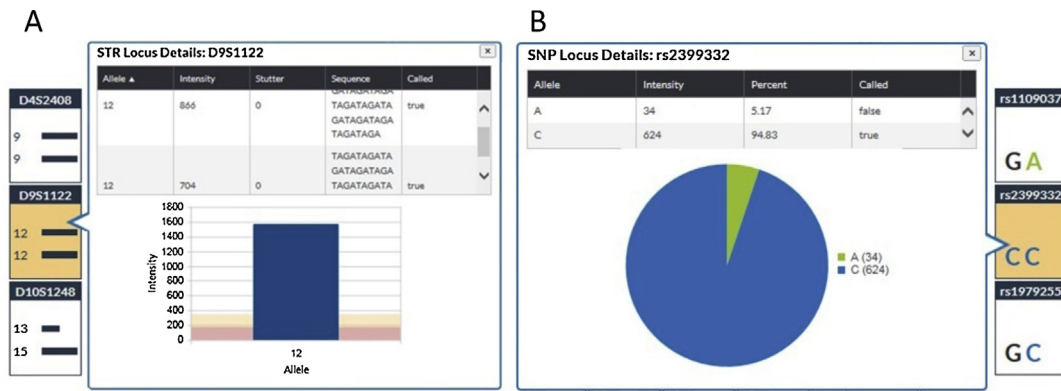 A
B
D4S2408
9
9
D9S1122
12
12
D10S1248
13
15
STR Locus Details: D9S1122
x
Allele ▲ Intensity Stutter Sequence Called
GATAGATAGA
12 866 0 TAGATAGATA true
GATAGATAGA
TAGATAGA
TAGATAGATA
GATAGATAGA
12 704 0 TAGATAGATA true
1800
1600
1400
1200
1000
800
600
400
200
0
Intensity
12
Allele
SNP Locus Details: rs2399332
x
Allele Intensity Percent Called
A 34 5.17 false
C 624 94.83 true
A (34)
C (624)
rs1109037
G A
rs2399332
C C
rs1979255
G C